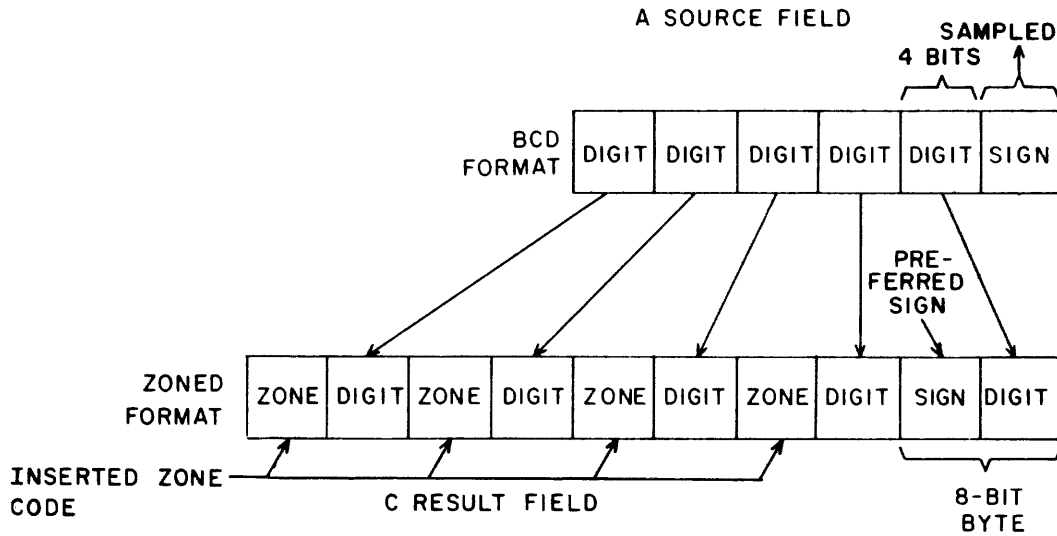 A SOURCE FIELD
SAMPLED
4 BITS
BCD
FORMAT
DIGIT DIGIT DIGIT DIGIT DIGIT SIGN
PRE-
FERRED
SIGN
ZONED
FORMAT
ZONE DIGIT ZONE DIGIT ZONE DIGIT ZONE DIGIT SIGN DIGIT
INSERTED ZONE
CODE
C RESULT FIELD
8-BIT
BYTE